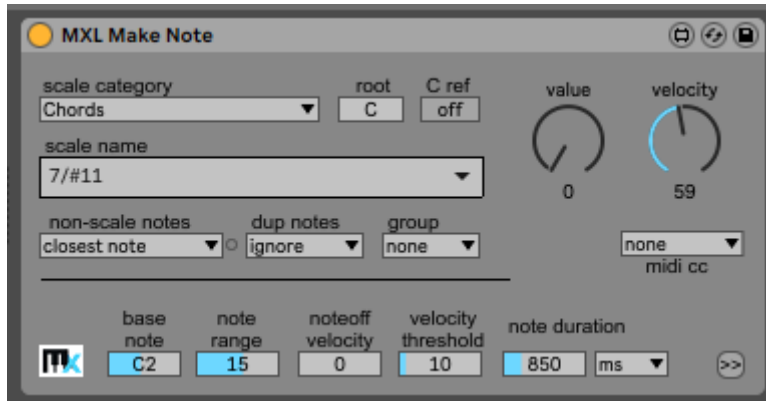 MXL Make Note
scale category
root
C ref
Chords
C
off
value
velocity
scale name
7/#11
0
59
non-scale notes
dup notes
group
closest note
ignore
none
none
midi cc
base note
note range
noteoff velocity
velocity threshold
note duration
mx
C2
15
0
10
850
ms
>>